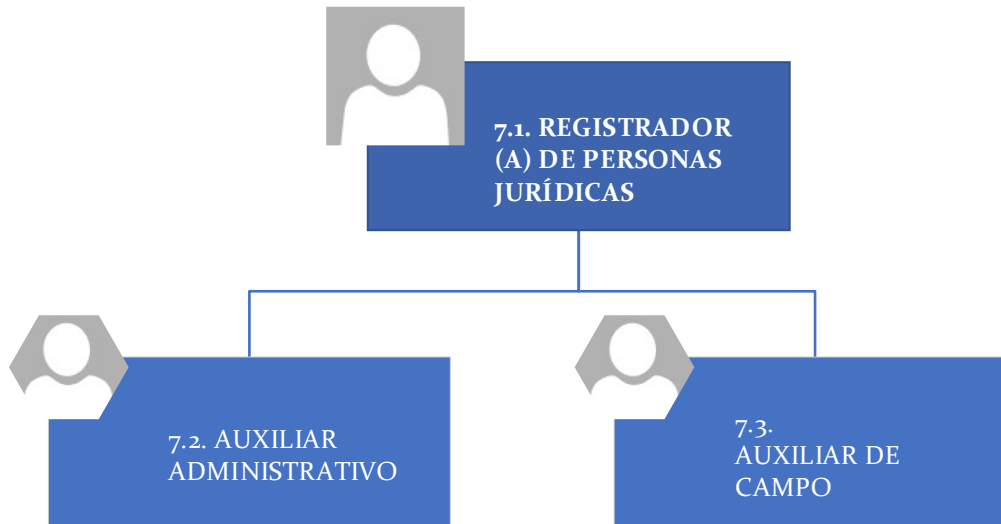 7.1. REGISTRADOR
(A) DE PERSONAS
JURÍDICAS
7.2. AUXILIAR
ADMINISTRATIVO
7.3.
AUXILIAR DE
CAMPO